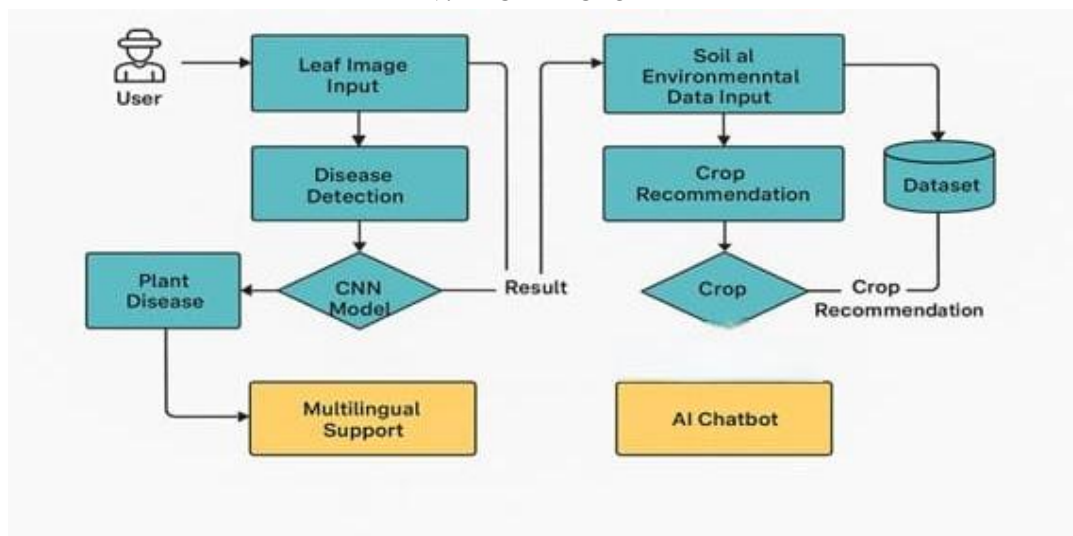 User
Leaf Image
Input
Disease
Detection
CNN
Model
Plant
Disease
Multilingual
Support
Result
Soil al
Environmenntal
Data Input
Crop
Recommendation
Crop
Dataset
Crop
Recommendation
AI Chatbot